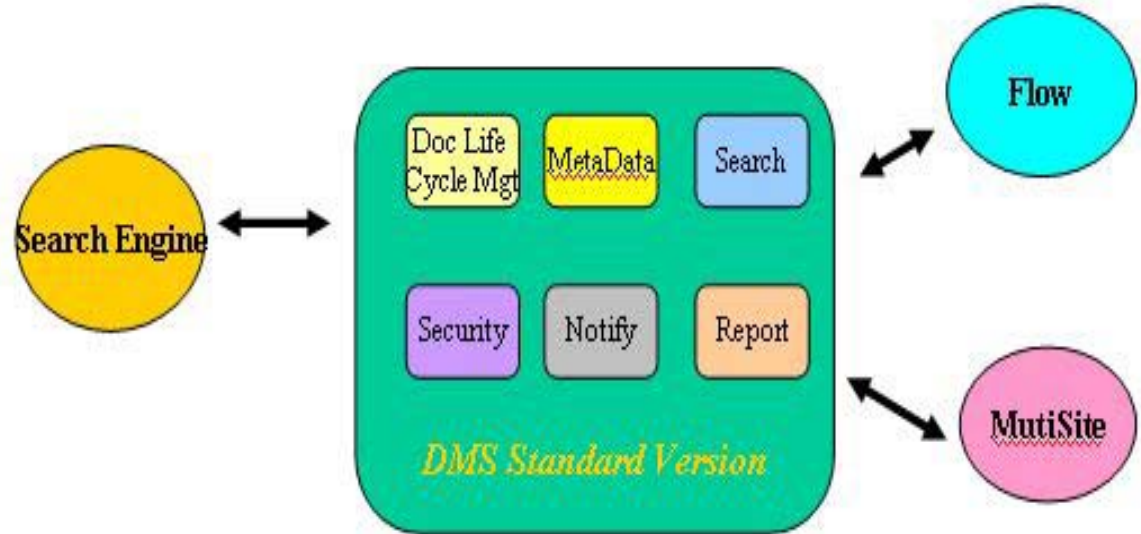 Flow
Doc Life
Cycle Mgt
MetaData
Search
Search Engine
Security
Notify
Report
MutiSite
DMS Standard Version